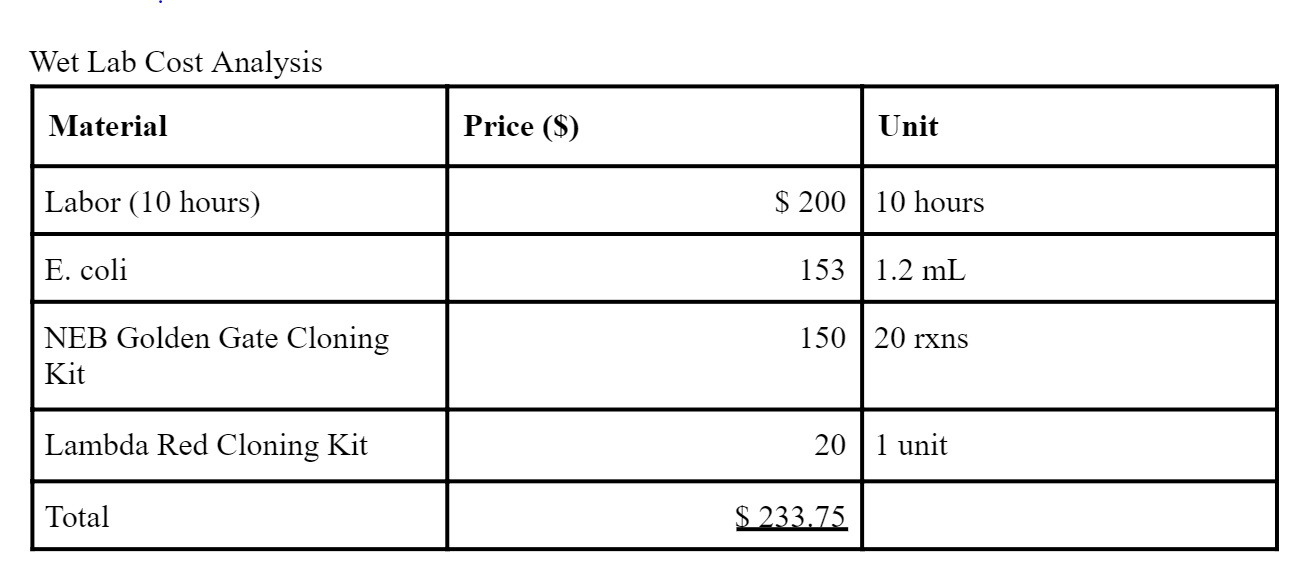 Wet Lab Cost Analysis
Material Price ($) Unit
Labor (10 hours) $ 200 10 hours
E. coli 153 1.2 mL
NEB Golden Gate Cloning 150 20 rxns
Kit
Lambda Red Cloning Kit 20 1 unit
Total $ 233.75